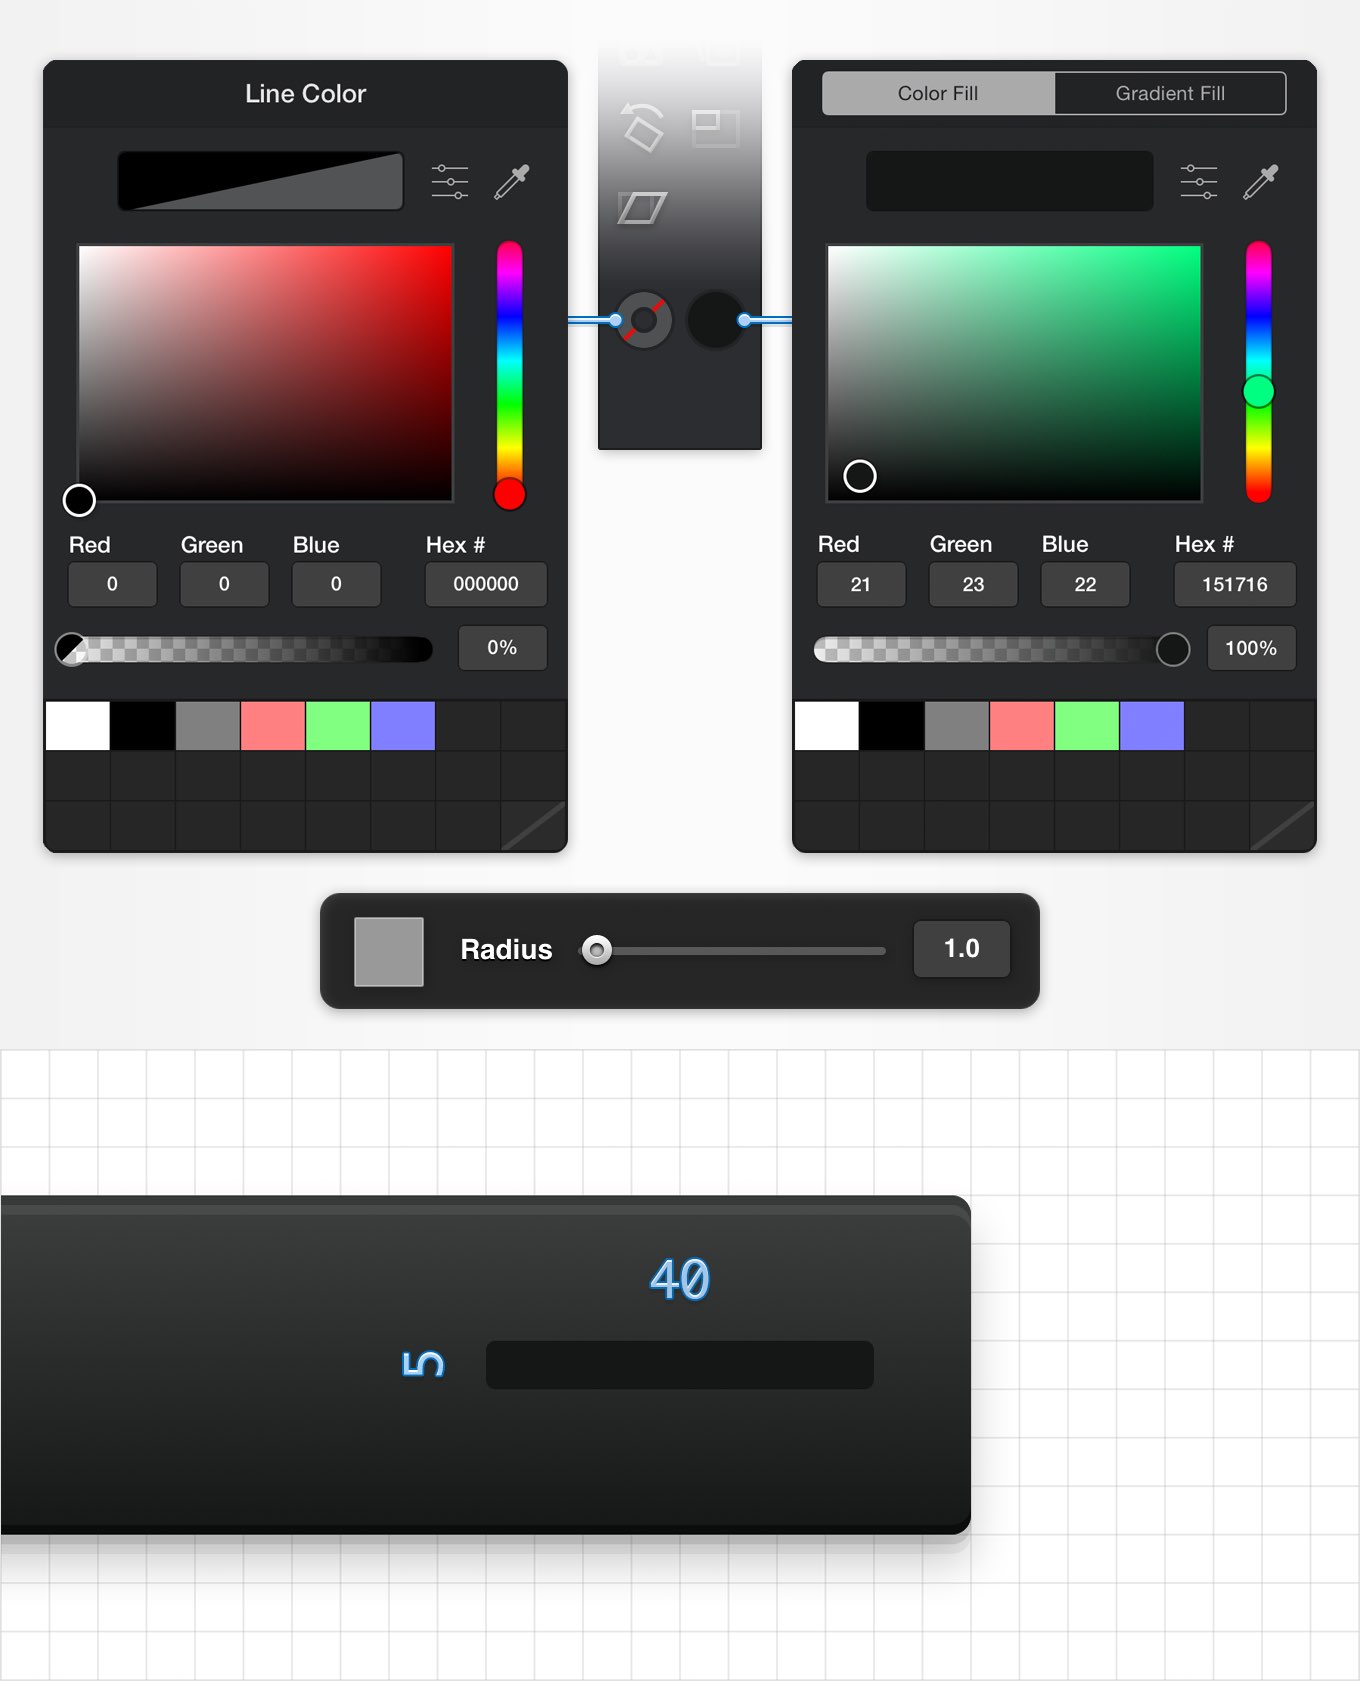 Line Color
Color Fill
Gradient Fill
Red Green Blue Hex #
0 0 0 000000
0%
Red Green Blue Hex #
21 23 22 151716
100%
Radius 1.0
40
5